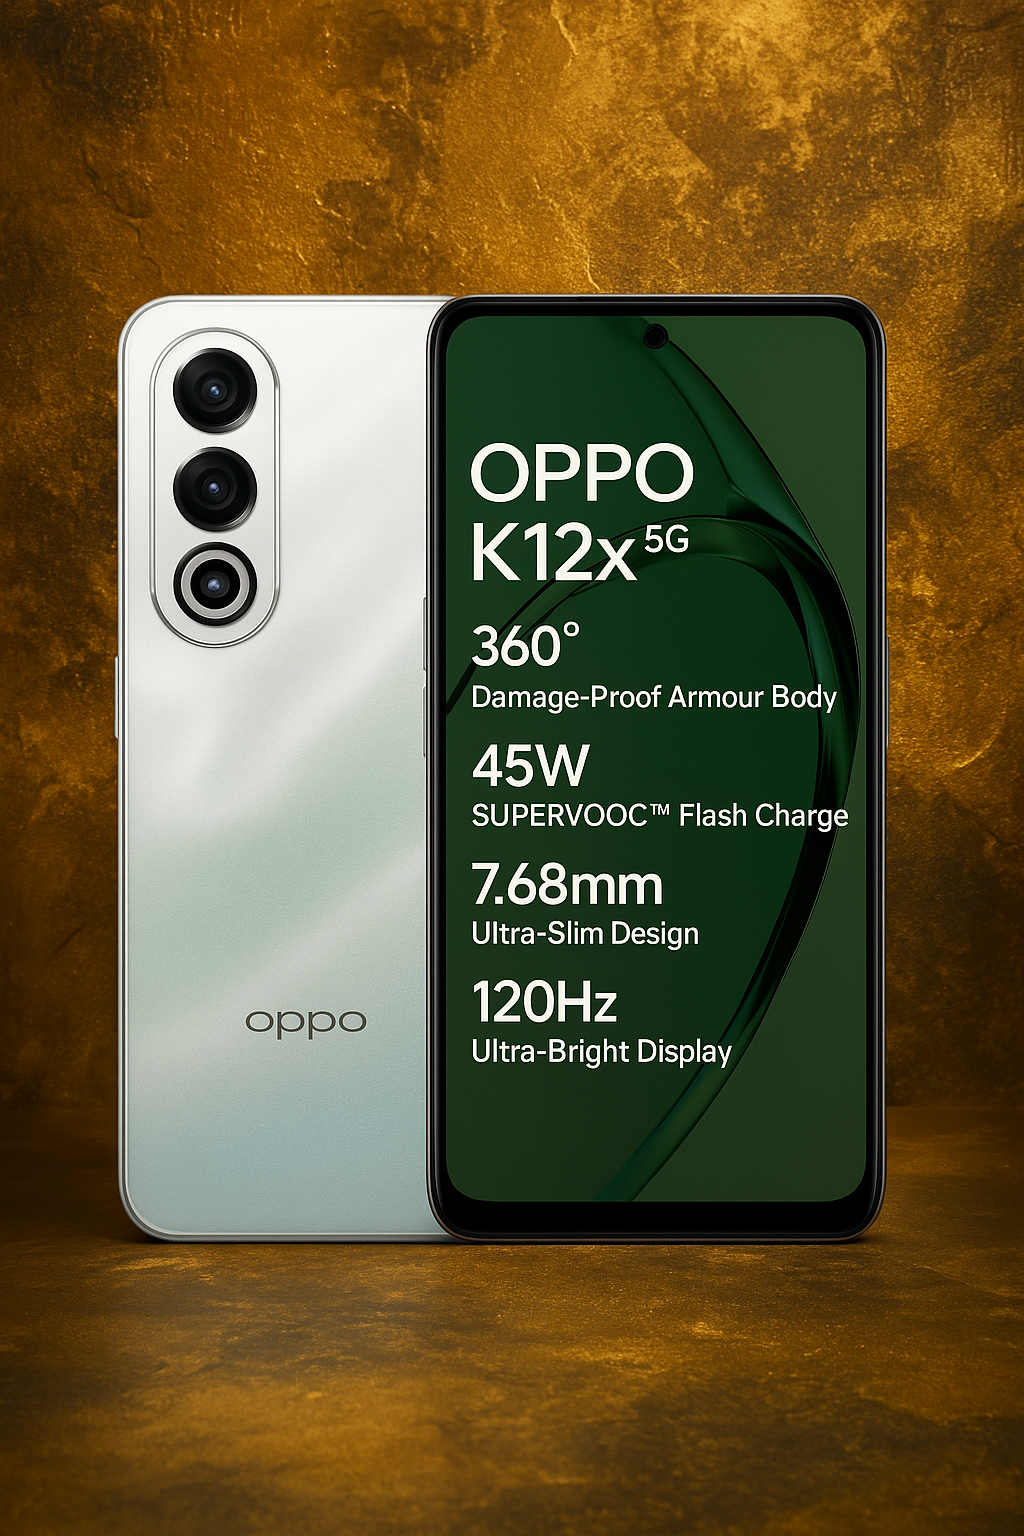 OPPO
K12x 5G
360°
Damage-Proof Armour Body
45W
SUPERVOOC™ Flash Charge
7.68mm
Ultra-Slim Design
120Hz
Ultra-Bright Display
oppo